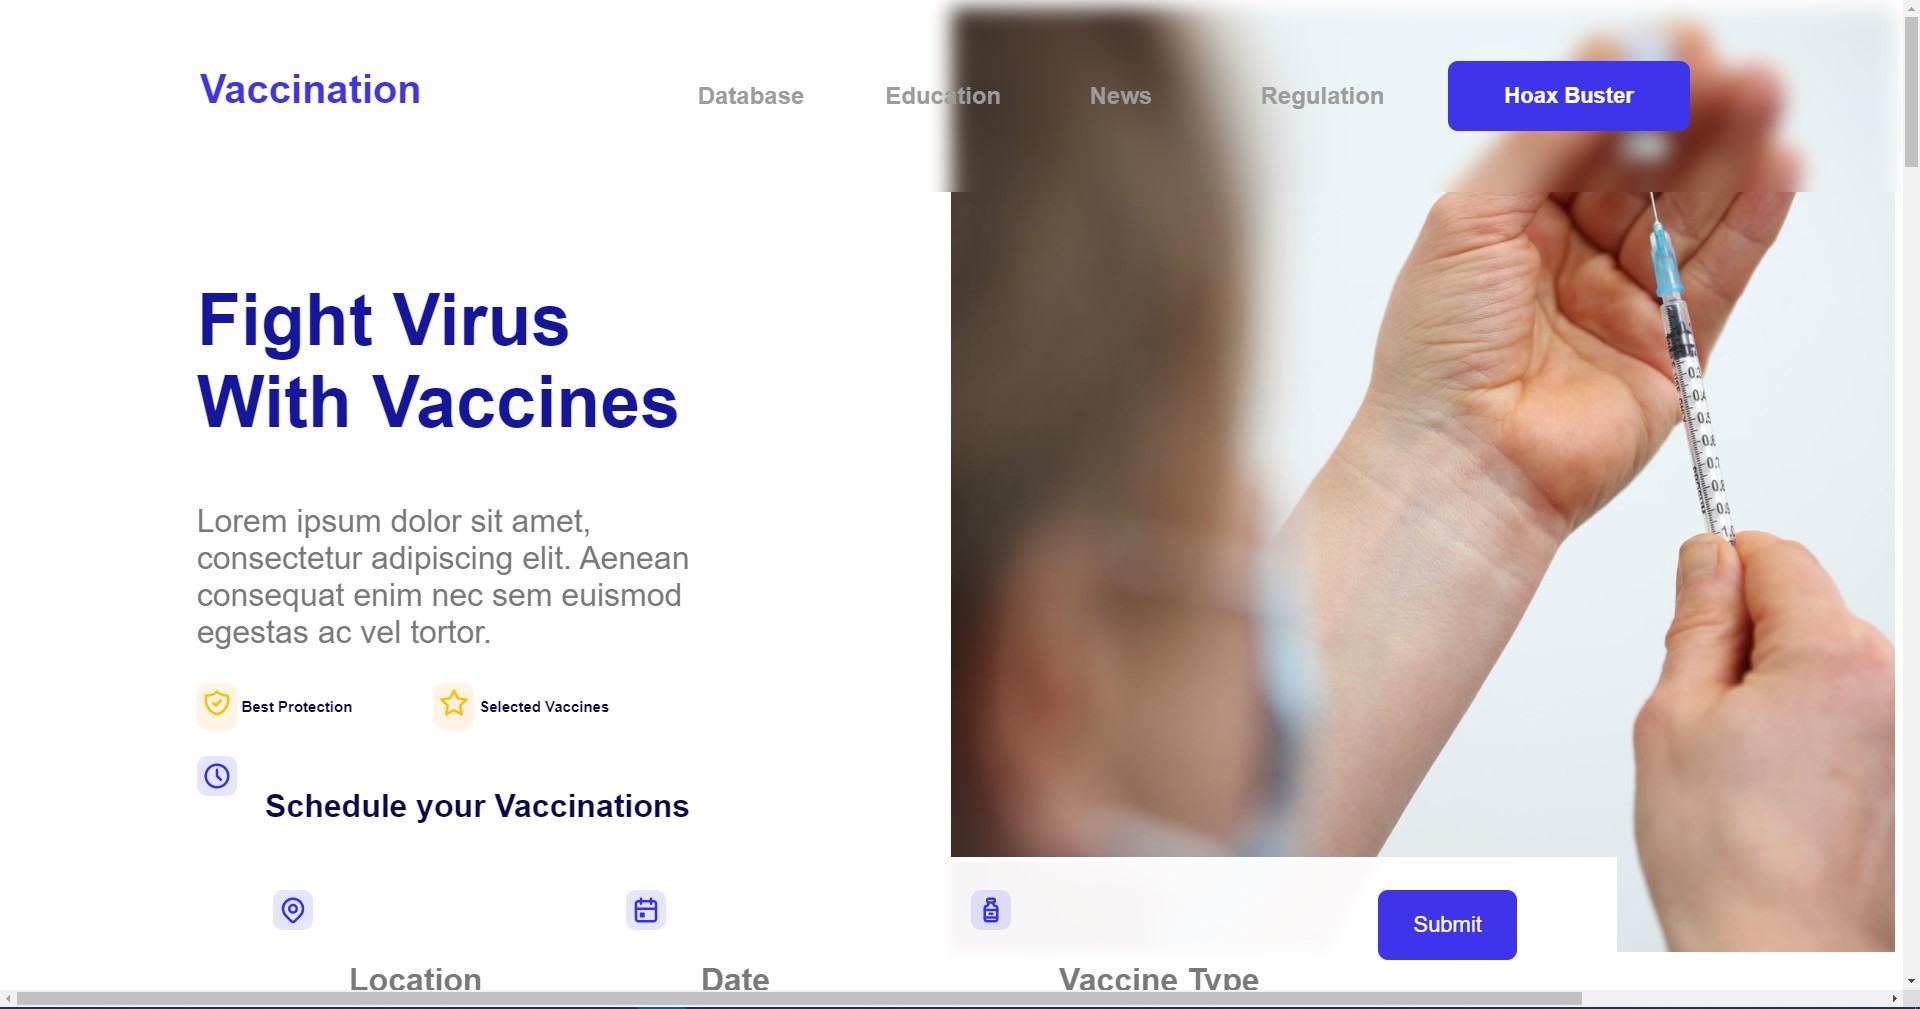 Vaccination
Database Education News Regulation Hoax Buster
Fight Virus
With Vaccines
Lorem ipsum dolor sit amet,
consectetur adipiscing elit. Aenean
consequat enim nec sem euismod
egestas ac vel tortor.
Best Protection Selected Vaccines
Schedule your Vaccinations
Submit
Location Date Vaccine Type